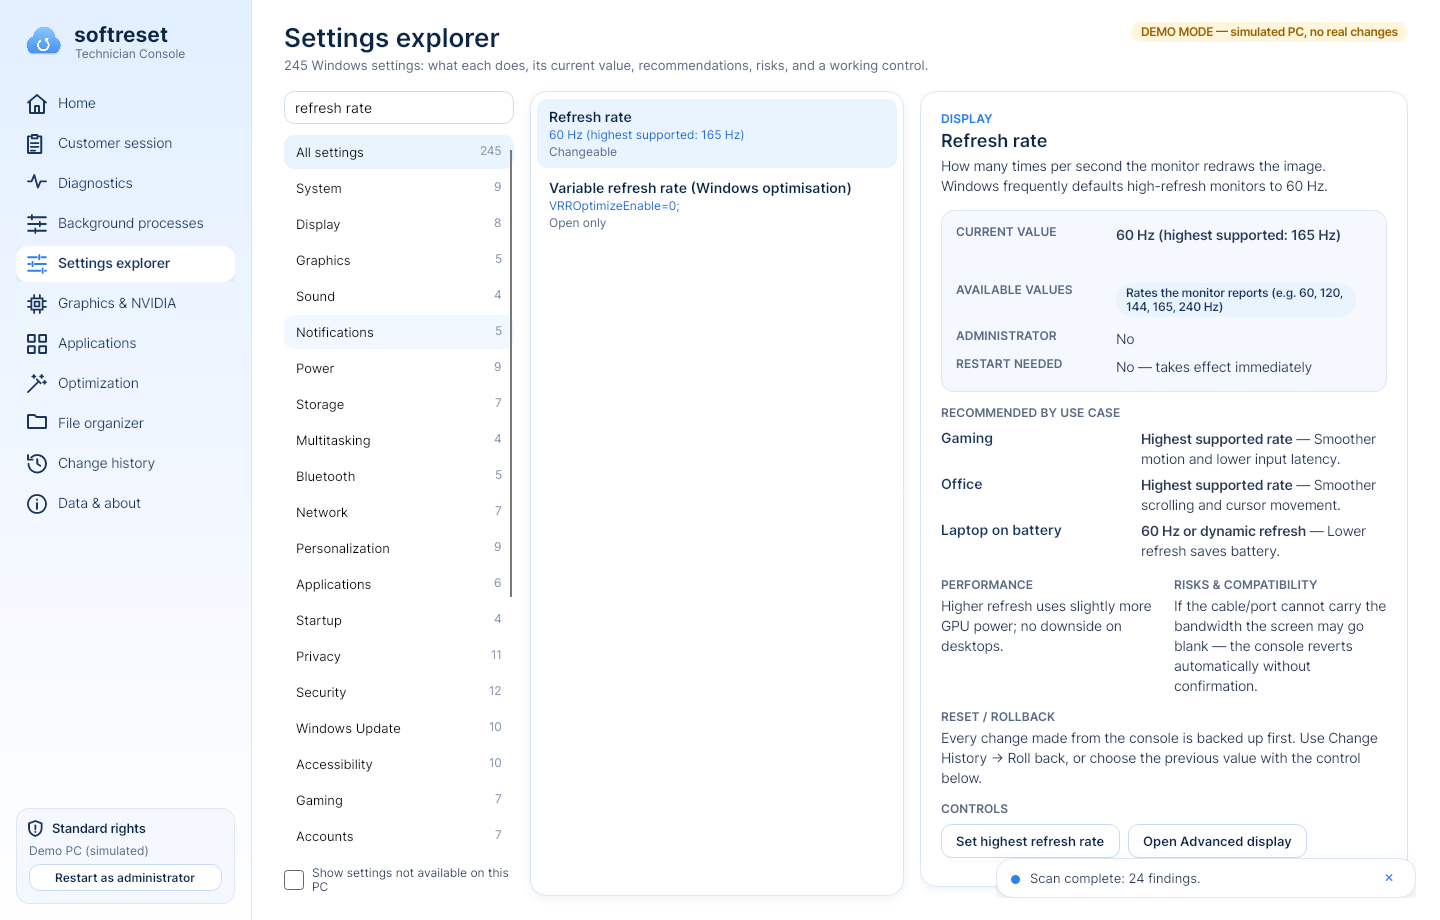 softreset
Technician Console
Home
Customer session
Diagnostics
Background processes
Settings explorer
Graphics & NVIDIA
Applications
Optimization
File organizer
Change history
Data & about
Standard rights
Demo PC (simulated)
Restart as administrator
Settings explorer
DEMO MODE — simulated PC, no real changes
245 Windows settings: what each does, its current value, recommendations, risks, and a working control.
refresh rate
All settings 245
System 9
Display 8
Graphics 5
Sound 4
Notifications 5
Power 9
Storage 7
Multitasking 4
Bluetooth 5
Network 7
Personalization 9
Applications 6
Startup 4
Privacy 11
Security 12
Windows Update 10
Accessibility 10
Gaming 7
Accounts 7
Show settings not available on this
PC
Refresh rate
60 Hz (highest supported: 165 Hz)
Changeable
Variable refresh rate (Windows optimisation)
VRROptimizeEnable=0;
Open only
DISPLAY
Refresh rate
How many times per second the monitor redraws the image.
Windows frequently defaults high-refresh monitors to 60 Hz.
CURRENT VALUE 60 Hz (highest supported: 165 Hz)
AVAILABLE VALUES Rates the monitor reports (e.g. 60, 120,
144, 165, 240 Hz)
ADMINISTRATOR No
RESTART NEEDED No — takes effect immediately
RECOMMENDED BY USE CASE
Gaming Highest supported rate — Smoother
motion and lower input latency.
Office Highest supported rate — Smoother
scrolling and cursor movement.
Laptop on battery 60 Hz or dynamic refresh — Lower
refresh saves battery.
PERFORMANCE
Higher refresh uses slightly more
GPU power; no downside on
desktops.
RISKS & COMPATIBILITY
If the cable/port cannot carry the
bandwidth the screen may go
blank — the console reverts
automatically without
confirmation.
RESET / ROLLBACK
Every change made from the console is backed up first. Use Change
History → Roll back, or choose the previous value with the control
below.
CONTROLS
Set highest refresh rate
Open Advanced display
Scan complete: 24 findings. ×